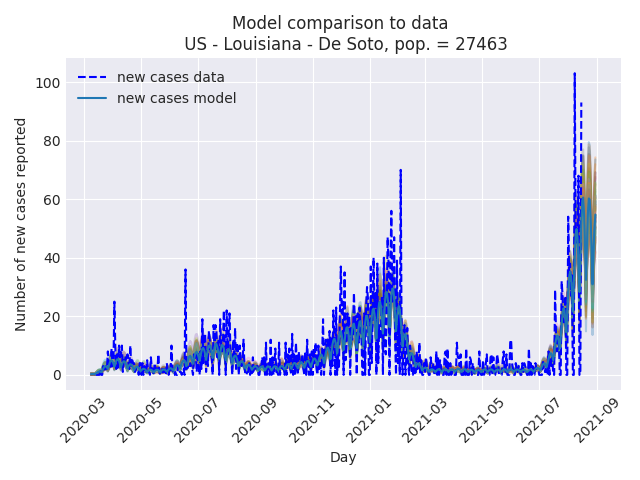 Model comparison to data
US - Louisiana - De Soto, pop. = 27463
new cases data
new cases model
Number of new cases reported
100
80
60
40
20
0
2020-03
2020-05
2020-07
2020-09
2020-11
2021-01
2021-03
2021-05
2021-07
2021-09
Day